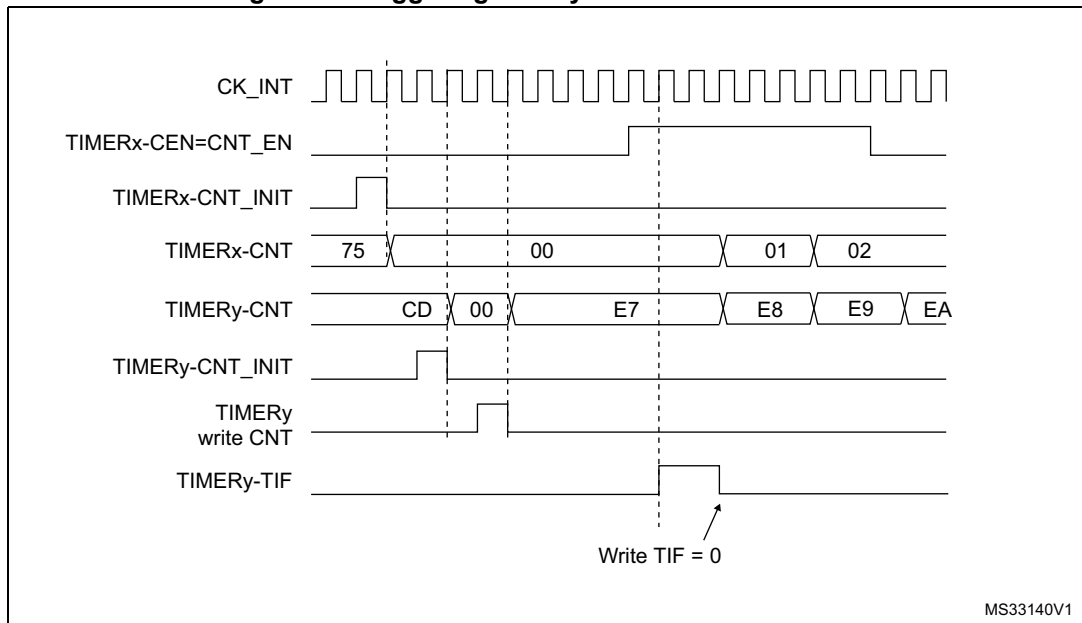 CK_INT
TIMERx-CEN=CNT_EN
TIMERx-CNT_INIT
TIMERx-CNT 75 00 01 02
TIMERy-CNT CD 00 E7 E8 E9 EA
TIMERy-CNT_INIT
TIMERy
write CNT
TIMERy-TIF
Write TIF = 0
MS33140V1